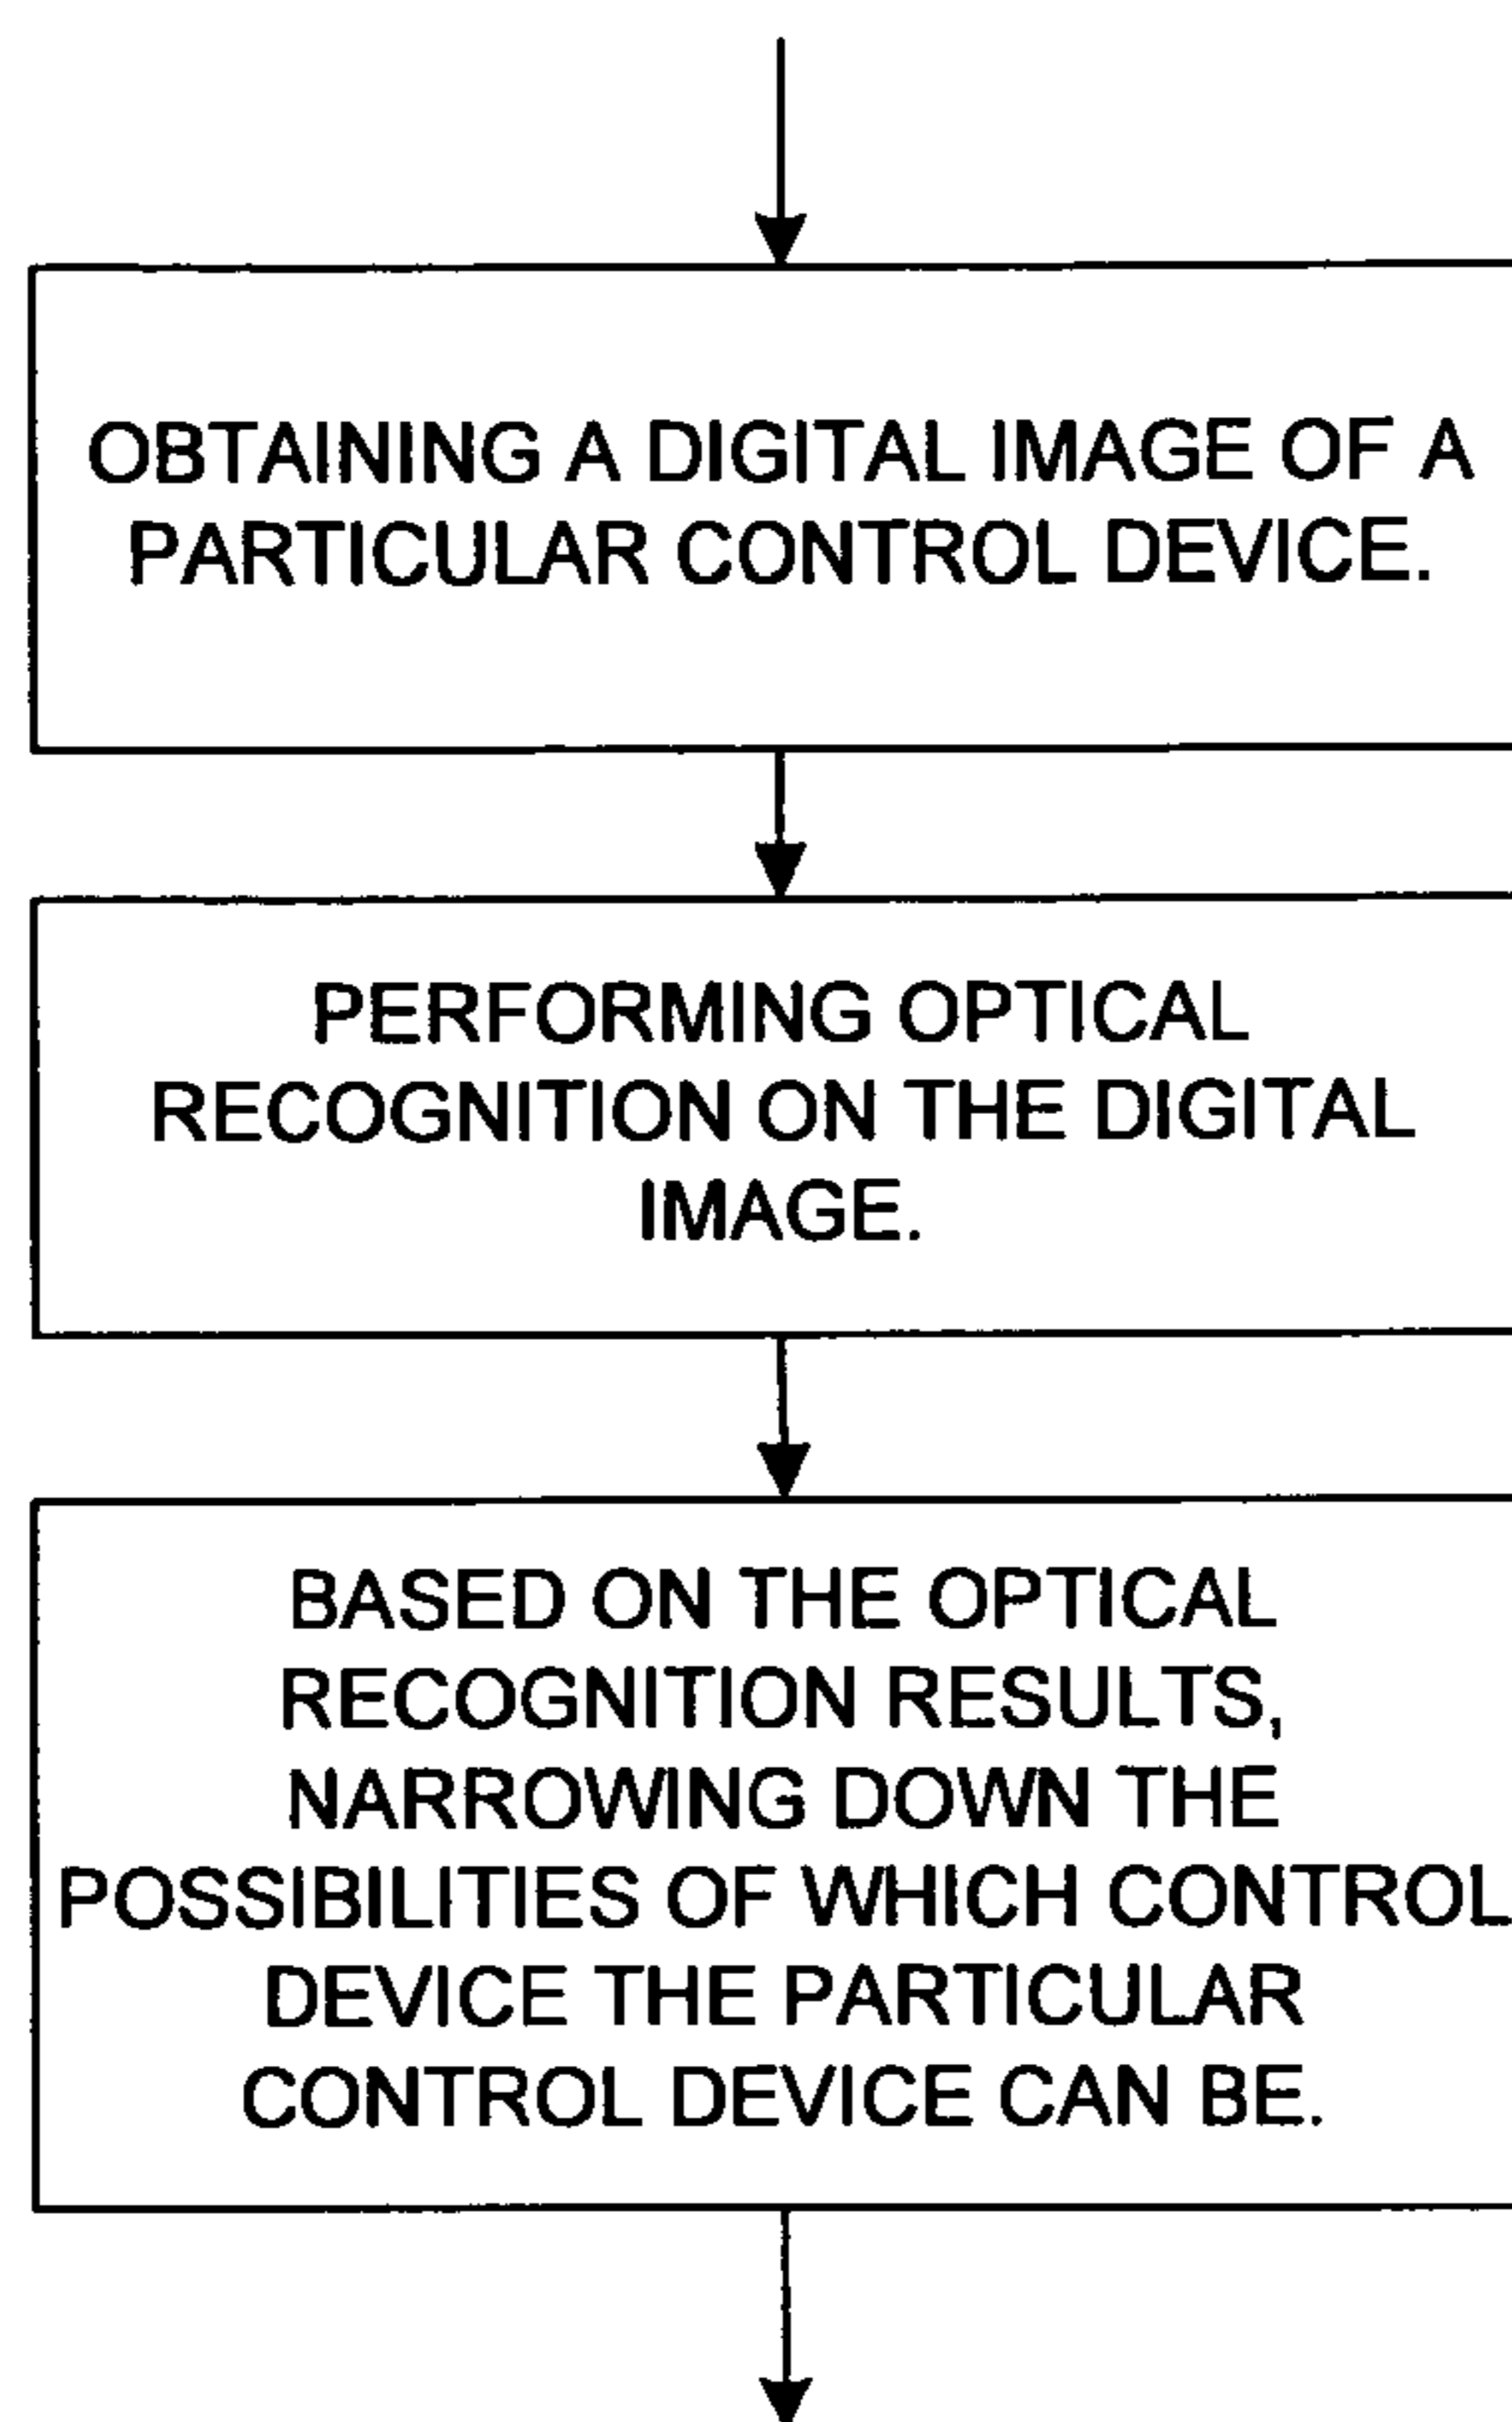 OBTAINING A DIGITAL IMAGE OF A
PARTICULAR CONTROL DEVICE.
PERFORMING OPTICAL
RECOGNITION ON THE DIGITAL
IMAGE.
BASED ON THE OPTICAL
RECOGNITION RESULTS,
NARROWING DOWN THE
POSSIBILITIES OF WHICH CONTROL
DEVICE THE PARTICULAR
CONTROL DEVICE CAN BE.